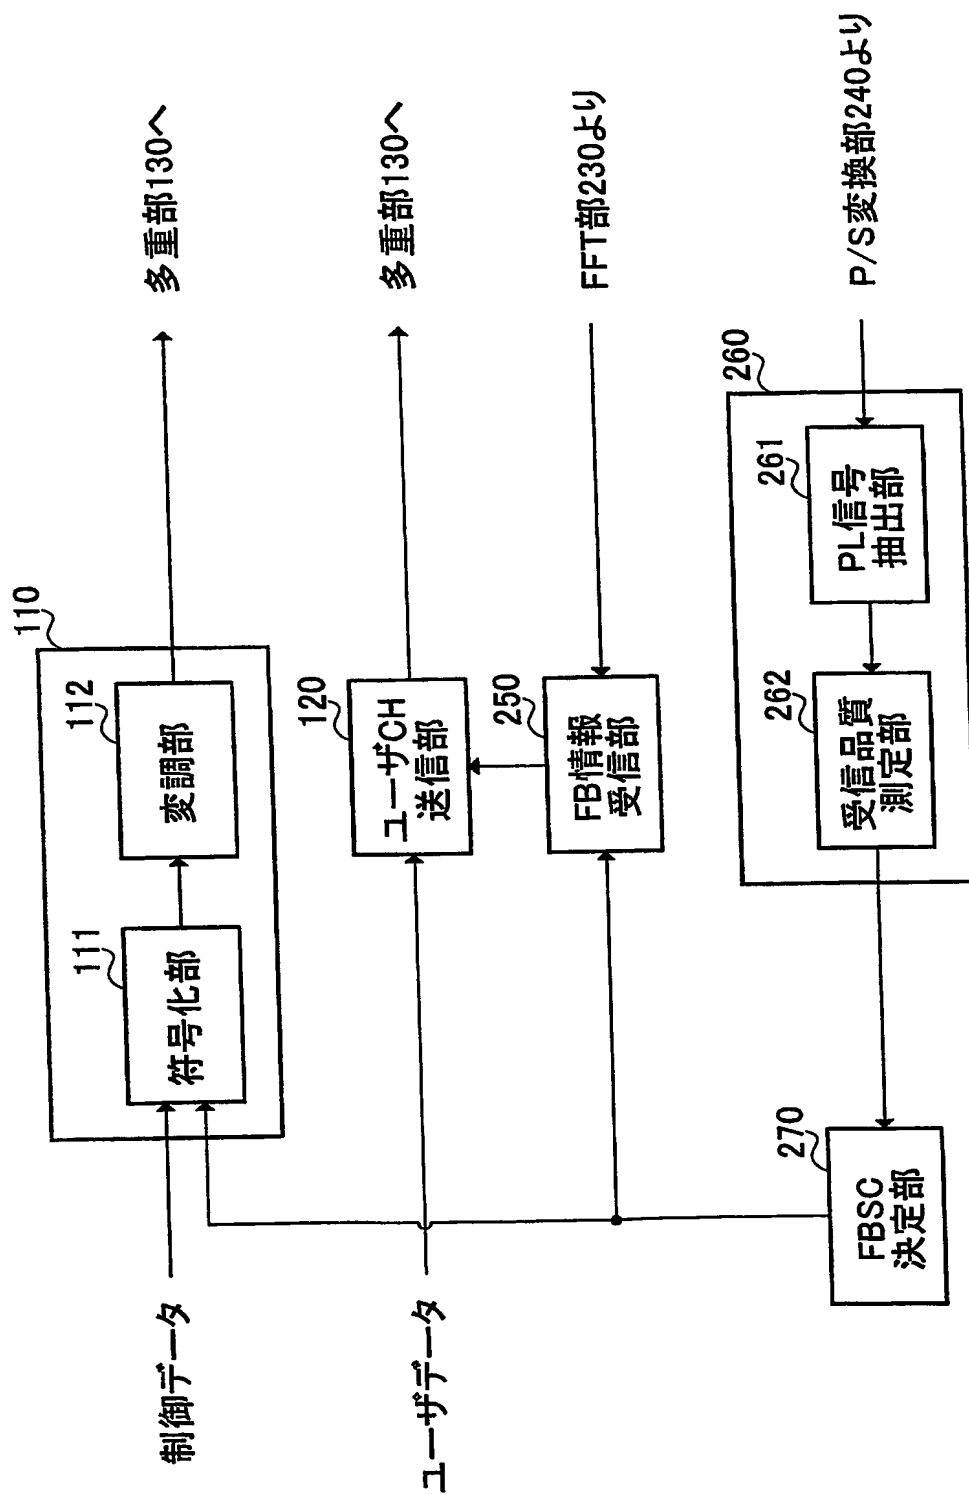 110
制御データ
111
符号化部
112
変調部
多重部130へ
ユーザデータ
120
ユーザCH
送信部
多重部130へ
250
FB情報
受信部
FFT部230より
260
270
FBSC
決定部
262
受信品質
測定部
261
PL信号
抽出部
P/S変換部240より